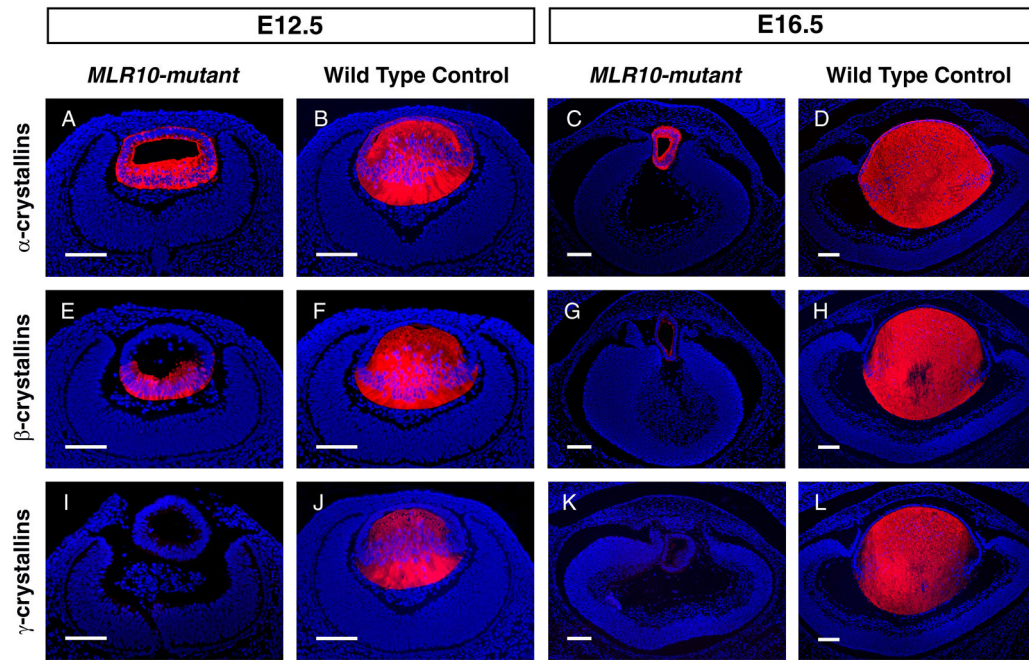 E12.5 E16.5
MLR10-mutant Wild Type Control MLR10-mutant Wild Type Control
α-crystallins
A B C D
β-crystallins
E F G H
γ-crystallins
I J K L